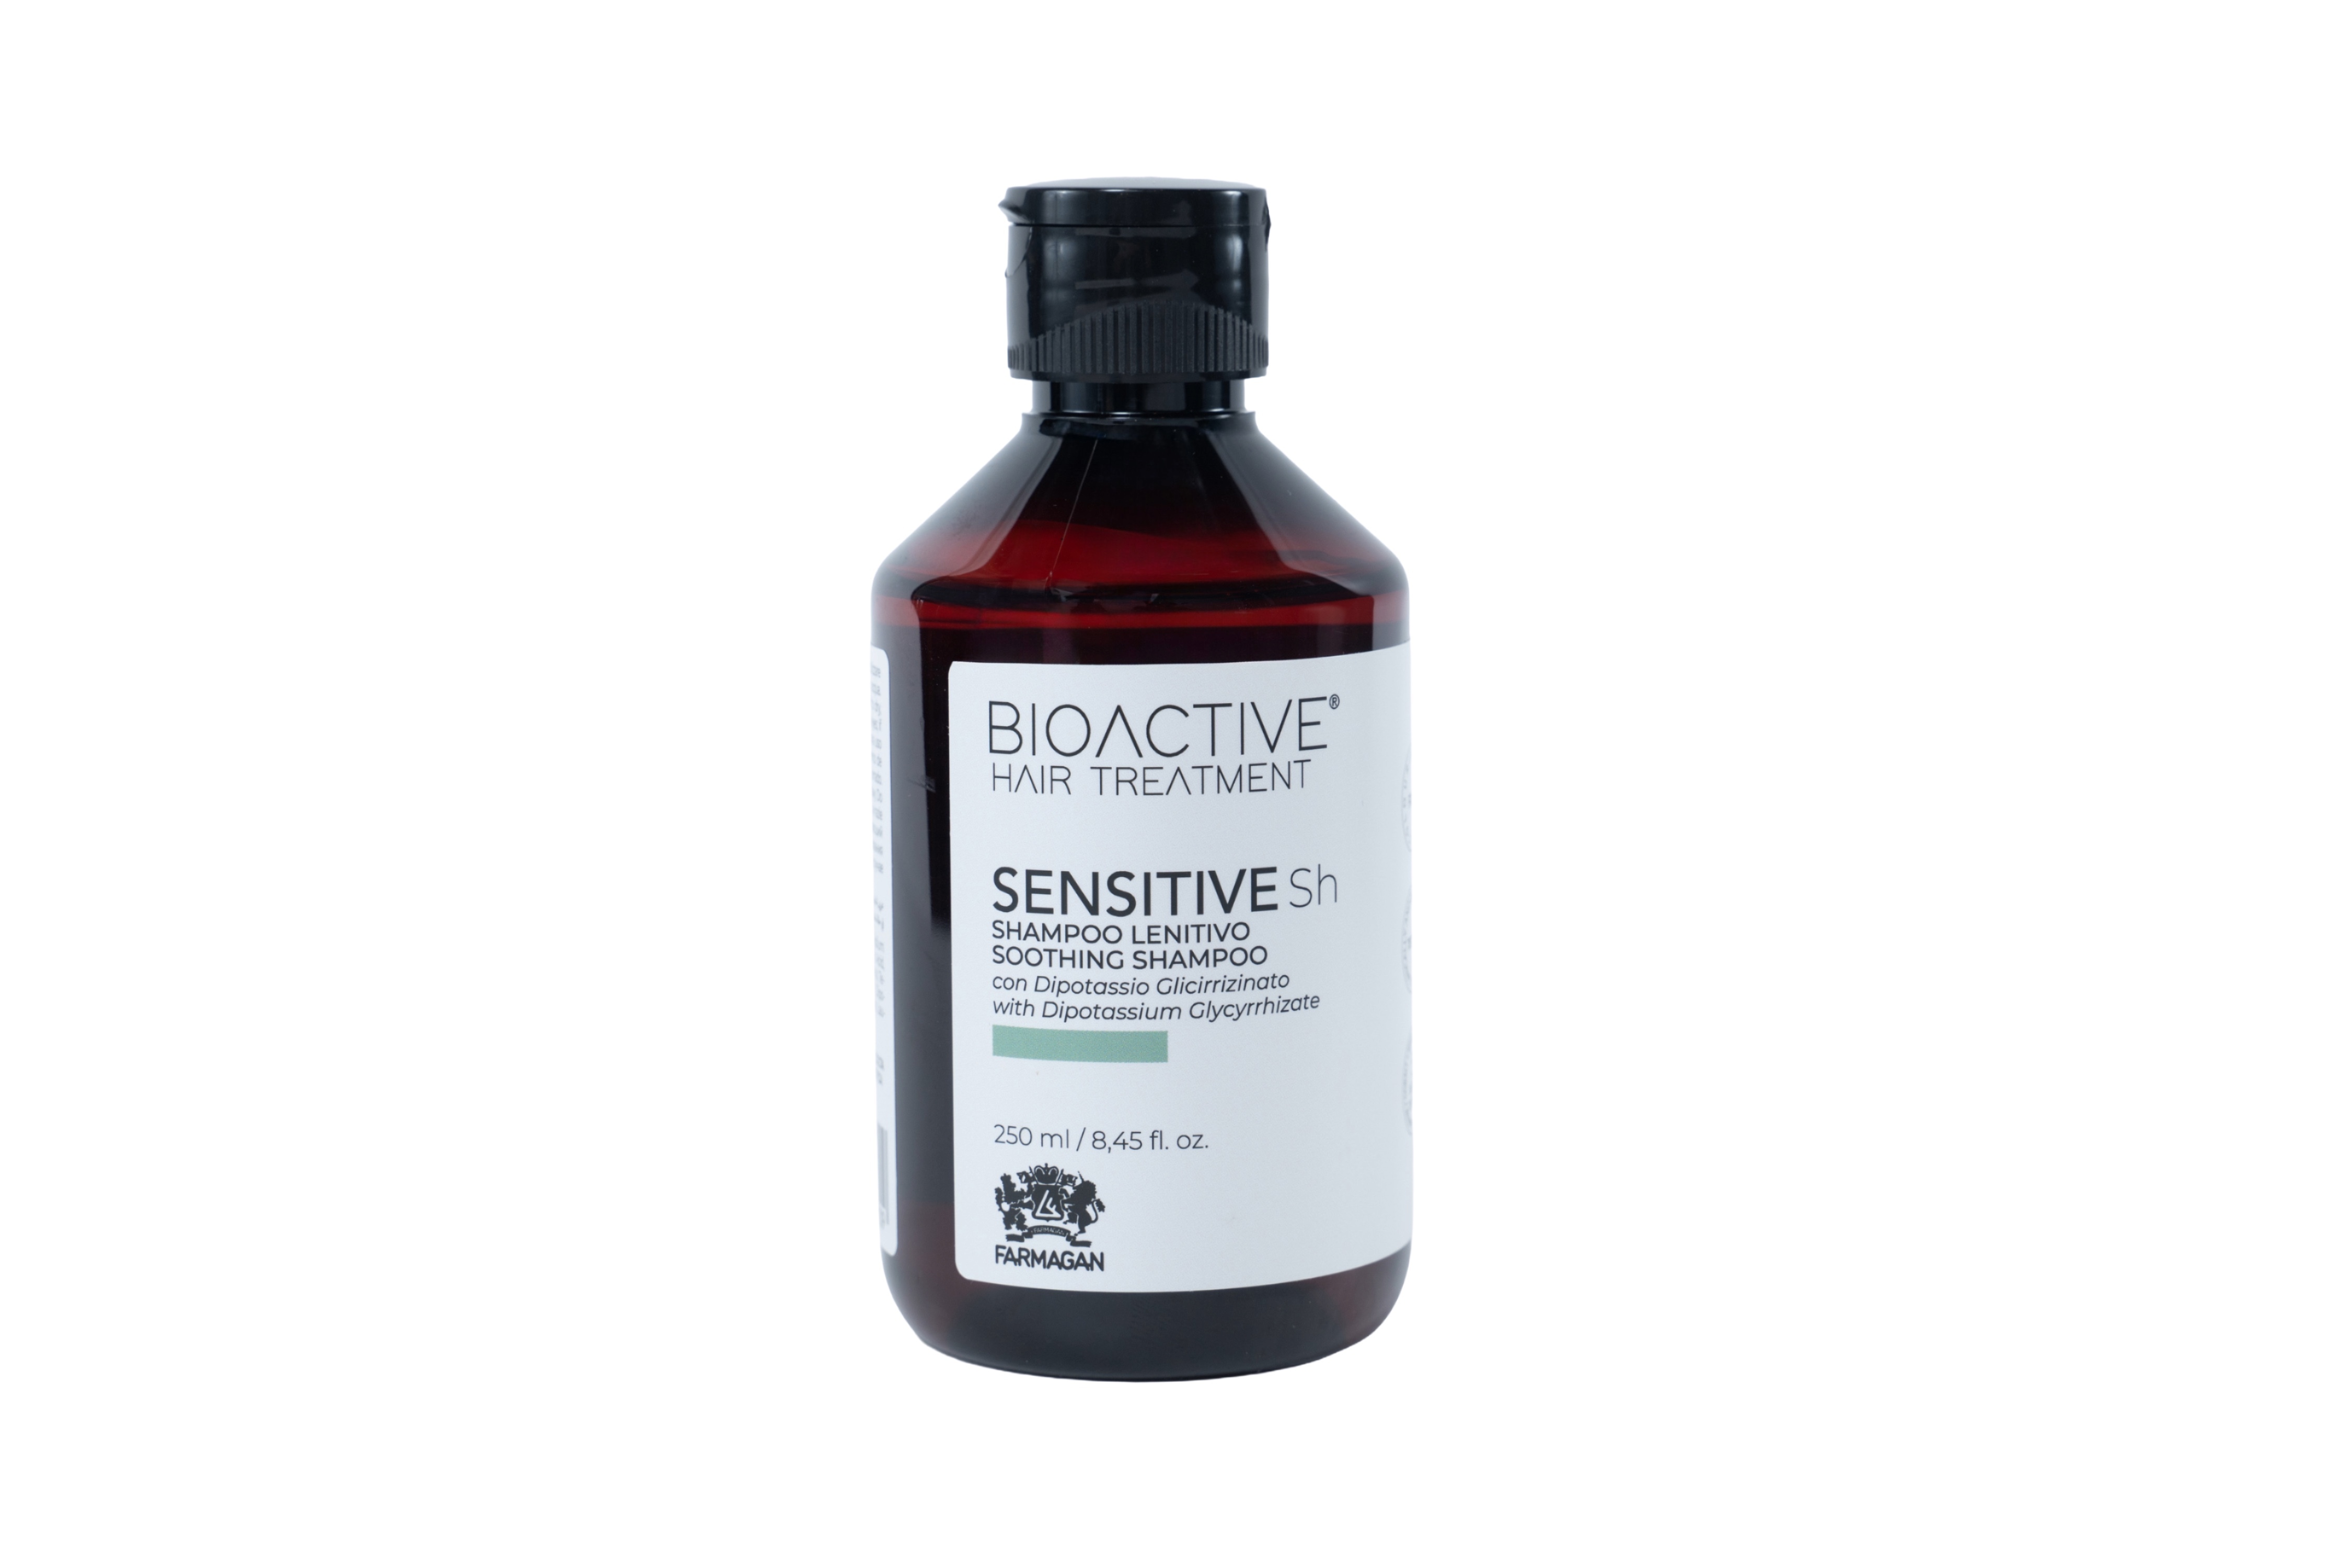 BIOACTIVE®
HAIR TREATMENT
SENSITIVE Sh
SHAMPOO LENITIVO
SOOTHING SHAMPOO
con Dipotassio Glicirrizinato
with Dipotassium Glycyrrhizate
250 ml / 8,45 fl. oz.
FARMAGAN